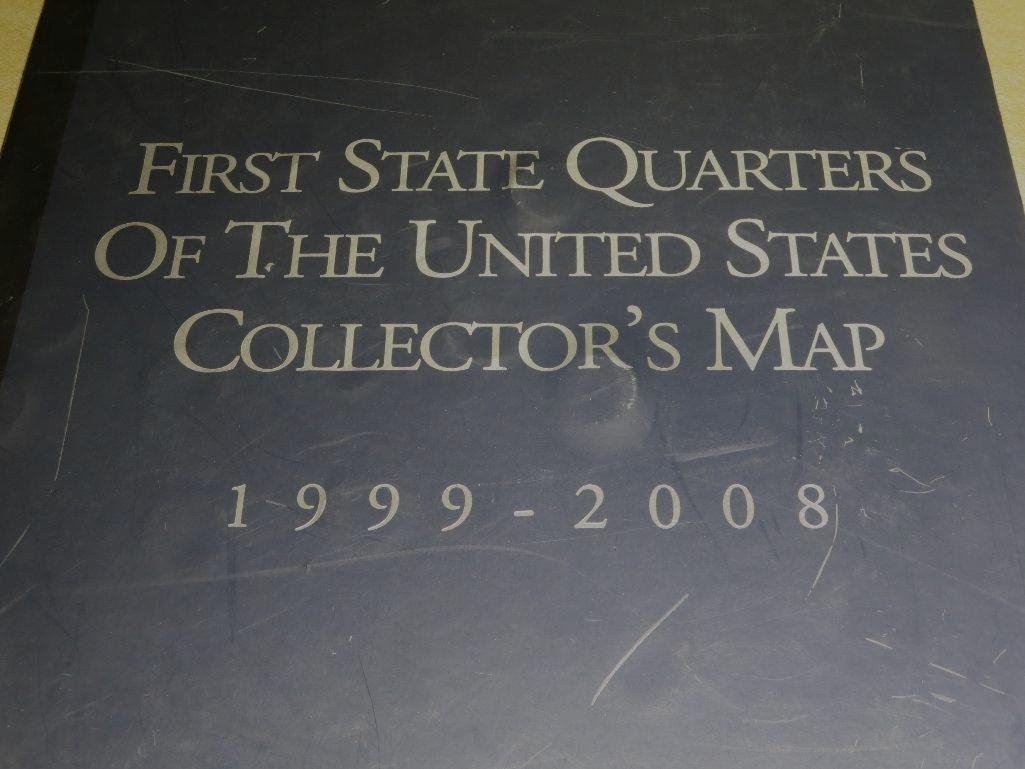 First State Quarters
Of The United States
Collector's Map
1999-2008